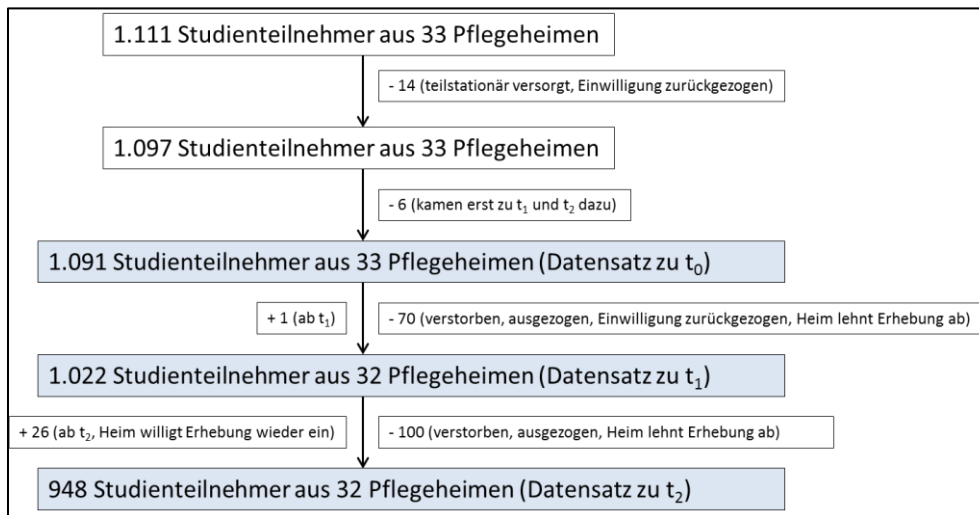 1.111 Studienteilnehmer aus 33 Pflegeheimen
- 14 (teilstationär versorgt, Einwilligung zurückgezogen)
1.097 Studienteilnehmer aus 33 Pflegeheimen
- 6 (kamen erst zu t₁ und t₂ dazu)
1.091 Studienteilnehmer aus 33 Pflegeheimen (Datensatz zu t₀)
+ 1 (ab t₁)
- 70 (verstorben, ausgezogen, Einwilligung zurückgezogen, Heim lehnt Erhebung ab)
1.022 Studienteilnehmer aus 32 Pflegeheimen (Datensatz zu t₁)
+ 26 (ab t₂, Heim willigt Erhebung wieder ein)
- 100 (verstorben, ausgezogen, Heim lehnt Erhebung ab)
948 Studienteilnehmer aus 32 Pflegeheimen (Datensatz zu t₂)